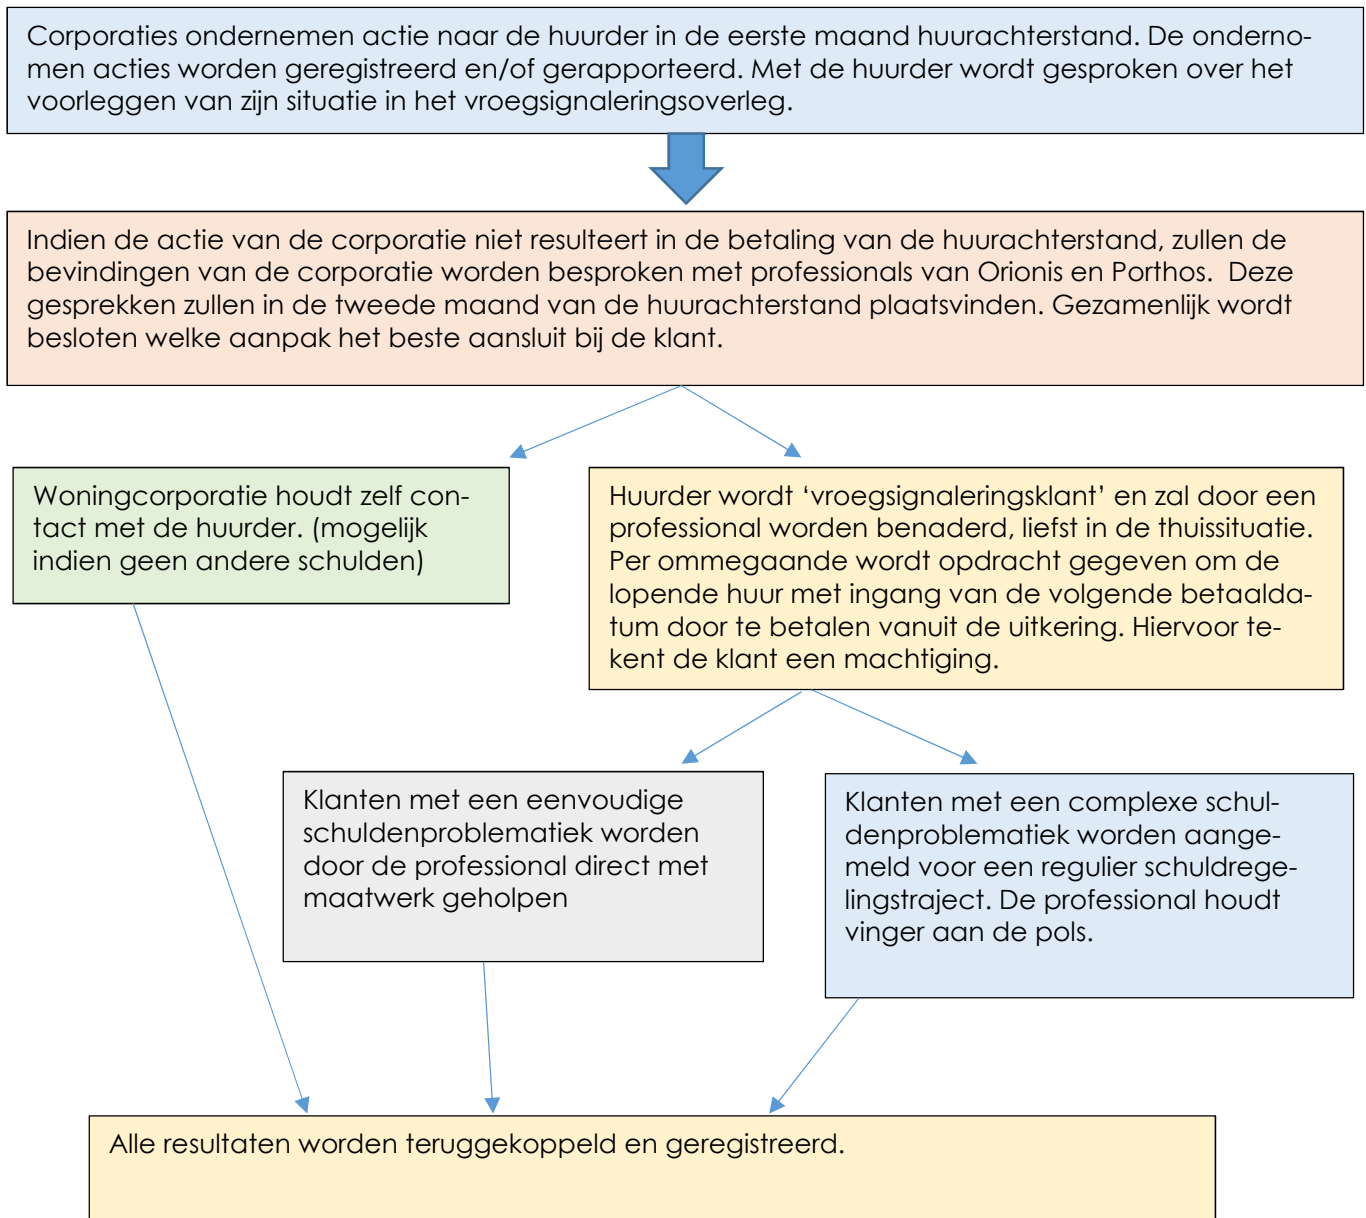 Corporaties ondernemen actie naar de huurder in de eerste maand huurachterstand. De onderno-
men acties worden geregistreerd en/of gerapporteerd. Met de huurder wordt gesproken over het
voorleggen van zijn situatie in het vroegsignaleringsoverleg.
Indien de actie van de corporatie niet resulteert in de betaling van de huurachterstand, zullen de
bevindingen van de corporatie worden besproken met professionals van Orionis en Porthos.  Deze
gesprekken zullen in de tweede maand van de huurachterstand plaatsvinden. Gezamenlijk wordt
besloten welke aanpak het beste aansluit bij de klant.
Woningcorporatie houdt zelf con-
tact met de huurder. (mogelijk
indien geen andere schulden)
Huurder wordt ‘vroegsignaleringsklant’ en zal door een
professional worden benaderd, liefst in de thuissituatie.
Per ommegaande wordt opdracht gegeven om de
lopende huur met ingang van de volgende betaalda-
tum door te betalen vanuit de uitkering. Hiervoor te-
kent de klant een machtiging.
Klanten met een eenvoudige
schuldenproblematiek worden
door de professional direct met
maatwerk geholpen
Klanten met een complexe schul-
denproblematiek worden aange-
meld voor een regulier schuldrege-
lingstraject. De professional houdt
vinger aan de pols.
Alle resultaten worden teruggekoppeld en geregistreerd.